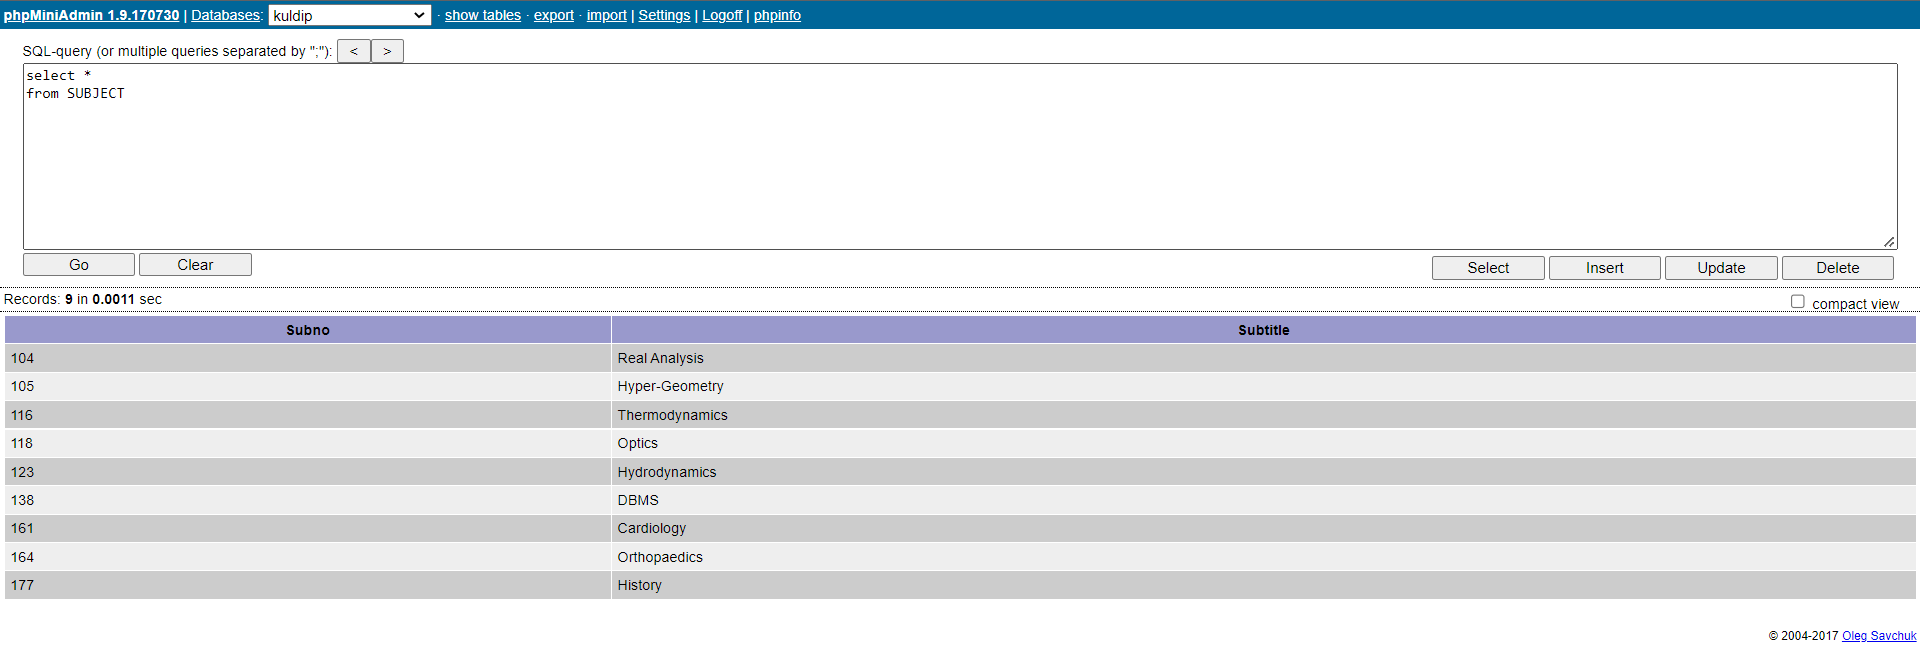 phpMiniAdmin 1.9.170730 | Databases: kuldip · show tables · export · import | Settings | Logoff | phpinfo
SQL-query (or multiple queries separated by ";"): < >
select *
from SUBJECT
Go Clear Select Insert Update Delete
Records: 9 in 0.0011 sec compact view
Subno Subtitle
104 Real Analysis
105 Hyper-Geometry
116 Thermodynamics
118 Optics
123 Hydrodynamics
138 DBMS
161 Cardiology
164 Orthopaedics
177 History
© 2004-2017 Oleg Savchuk